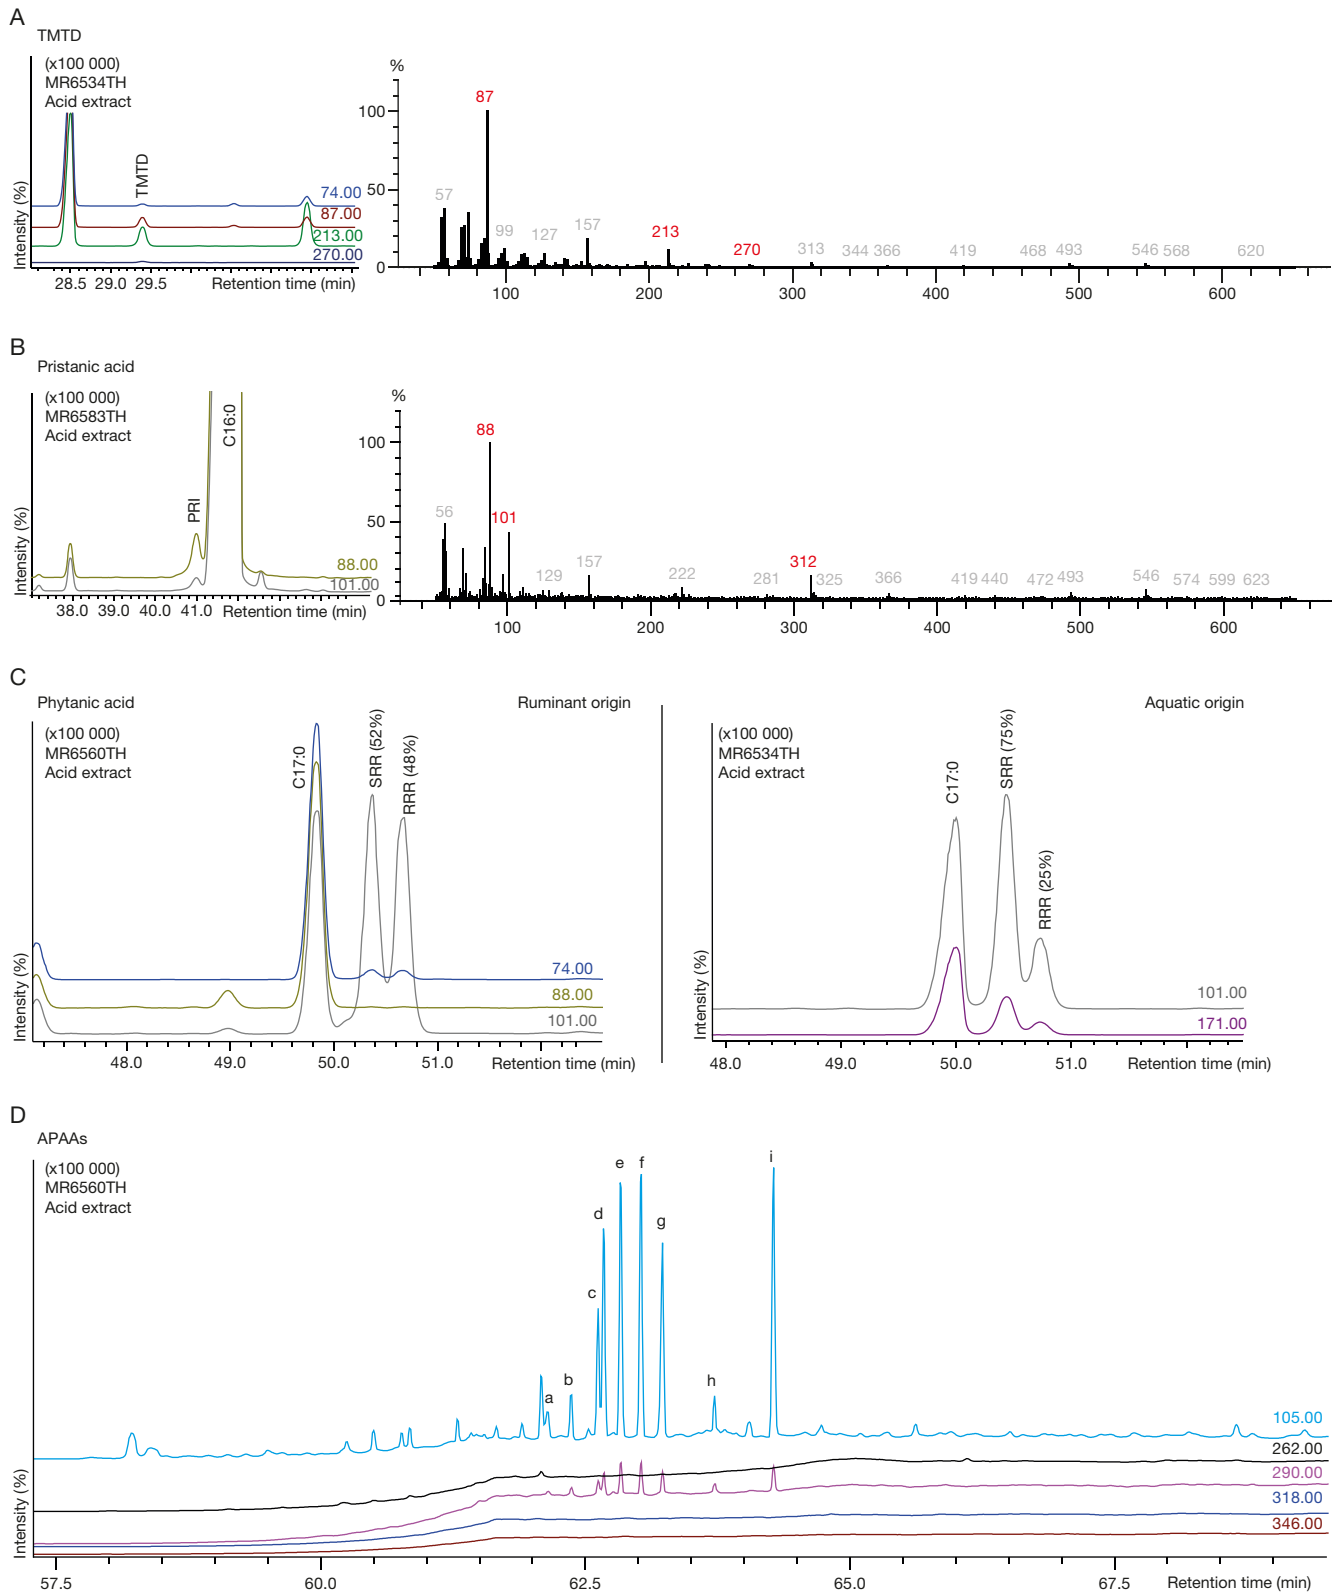 A
TMTD
(x100 000)
MR6534TH
Acid extract
TMTD
74.00
87.00
213.00
270.00
Intensity (%)
28.5 29.0 29.5 Retention time (min)
%
100
50
0
87
57
99
127
157
213
270
313
344 366
419
468 493
546 568
620
100 200 300 400 500 600
B
Pristanic acid
(x100 000)
MR6583TH
Acid extract
PRI
C16:0
88.00
101.00
Intensity (%)
38.0 39.0 40.0 41.0 Retention time (min)
%
100
50
0
88
56
101
129
157
222
281
312
325
366
419 440
472 493
546
574 599 623
100 200 300 400 500 600
C
Phytanic acid
Ruminant origin
(x100 000)
MR6560TH
Acid extract
C17:0
SRR (52%)
RRR (48%)
74.00
88.00
101.00
Intensity (%)
48.0 49.0 50.0 51.0 Retention time (min)
Aquatic origin
(x100 000)
MR6534TH
Acid extract
C17:0
SRR (75%)
RRR (25%)
101.00
171.00
Intensity (%)
48.0 49.0 50.0 51.0 Retention time (min)
D
APAAs
(x100 000)
MR6560TH
Acid extract
a
b
c
d
e
f
g
h
i
105.00
262.00
290.00
318.00
346.00
Intensity (%)
57.5 60.0 62.5 65.0 67.5 Retention time (min)